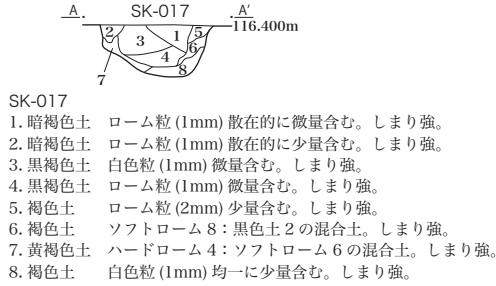 A SK-017 A′
116.400m
2 3 1 5
6
4
8
7
SK-017
1. 暗褐色土 ローム粒 (1mm) 散在的に微量含む。しまり強。
2. 暗褐色土 ローム粒 (1mm) 散在的に少量含む。しまり強。
3. 黒褐色土 白色粒 (1mm) 微量含む。しまり強。
4. 黒褐色土 ローム粒 (1mm) 微量含む。しまり強。
5. 褐色土 ローム粒 (2mm) 少量含む。しまり強。
6. 褐色土 ソフトローム 8：黒色土 2 の混合土。しまり強。
7. 黄褐色土 ハードローム 4：ソフトローム 6 の混合土。しまり強。
8. 褐色土 白色粒 (1mm) 均一に少量含む。しまり強。